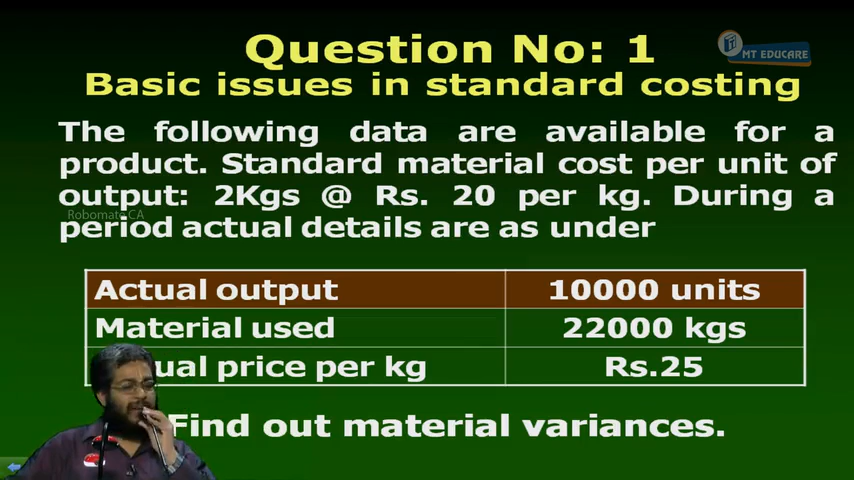 Question No: 1
MT EDUCARE
Basic issues in standard costing
The following data are available for a
product. Standard material cost per unit of
output: 2Kgs @ Rs. 20 per kg. During a
Robomate CA
period actual details are as under
Actual output 10000 units
Material used 22000 kgs
ual price per kg Rs.25
Find out material variances.